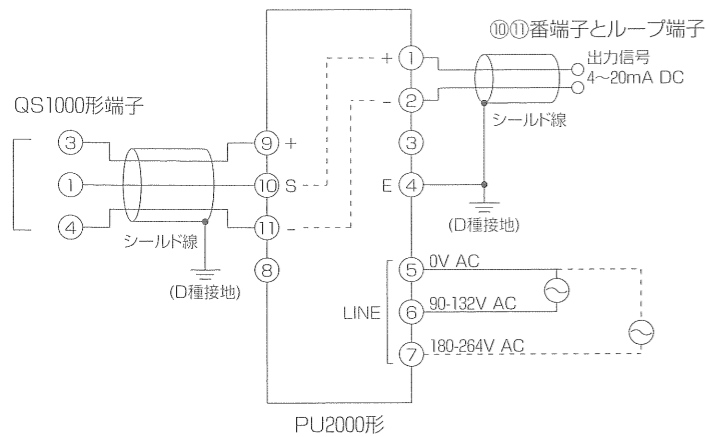 ⑩⑪番端子とループ端子
+ ① 出力信号
4〜20mA DC
QS1000形端子
- ②
シールド線
③ ⑨ + ③
① ⑩ S E ④
④ ⑪ -
(D種接地)
シールド線
⑧ ⑤ 0V AC
(D種接地)
LINE ⑥ 90-132V AC
⑦ 180-264V AC
PU2000形